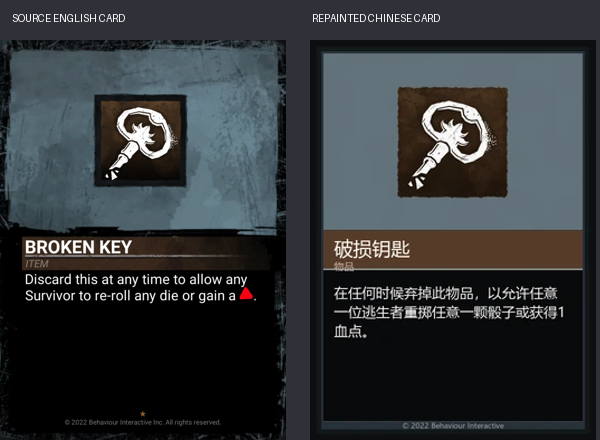 SOURCE ENGLISH CARD
BROKEN KEY
ITEM
Discard this at any time to allow any
Survivor to re-roll any die or gain a .
© 2022 Behaviour Interactive Inc. All rights reserved.
REPAINTED CHINESE CARD
破损钥匙
物品
在任何时候弃掉此物品，以允许任意
一位逃生者重掷任意一颗骰子或获得1
血点。
© 2022 Behaviour Interactive